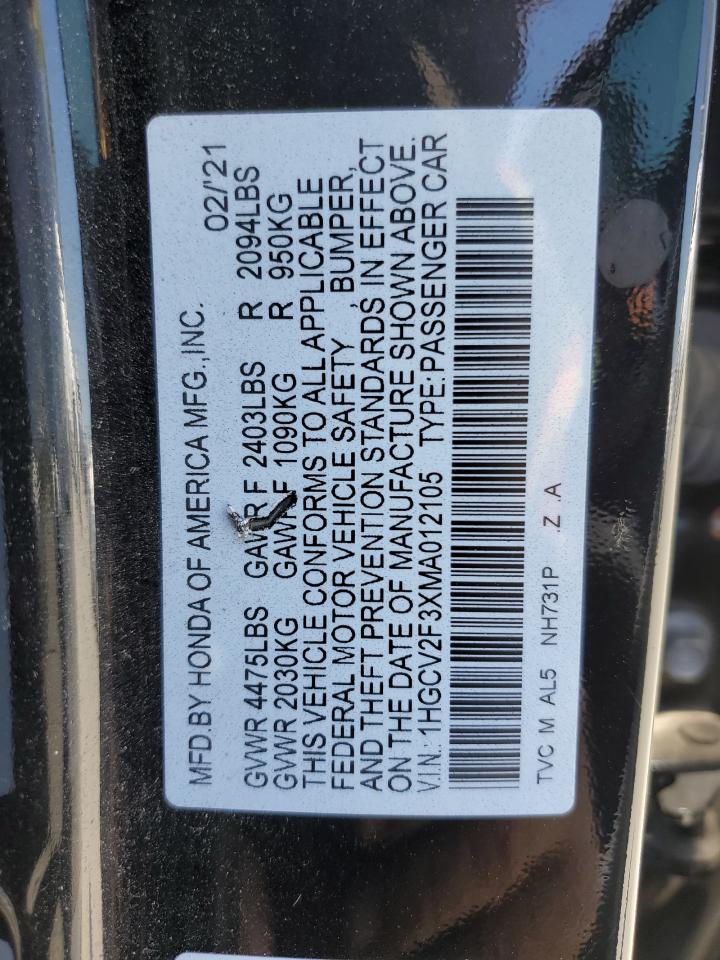 MFD.BY HONDA OF AMERICA MFG.,INC. 02/'21
GVWR 4475LBS GAWR F 2403LBS R 2094LBS
GVWR 2030KG GAWR F 1090KG R 950KG
THIS VEHICLE CONFORMS TO ALL APPLICABLE
FEDERAL MOTOR VEHICLE SAFETY , BUMPER,
AND THEFT PREVENTION STANDARDS IN EFFECT
ON THE DATE OF MANUFACTURE SHOWN ABOVE.
V.I.N.: 1HGCV2F3XMA012105 TYPE:PASSENGER CAR
TVC M AL5 NH731P .Z .A